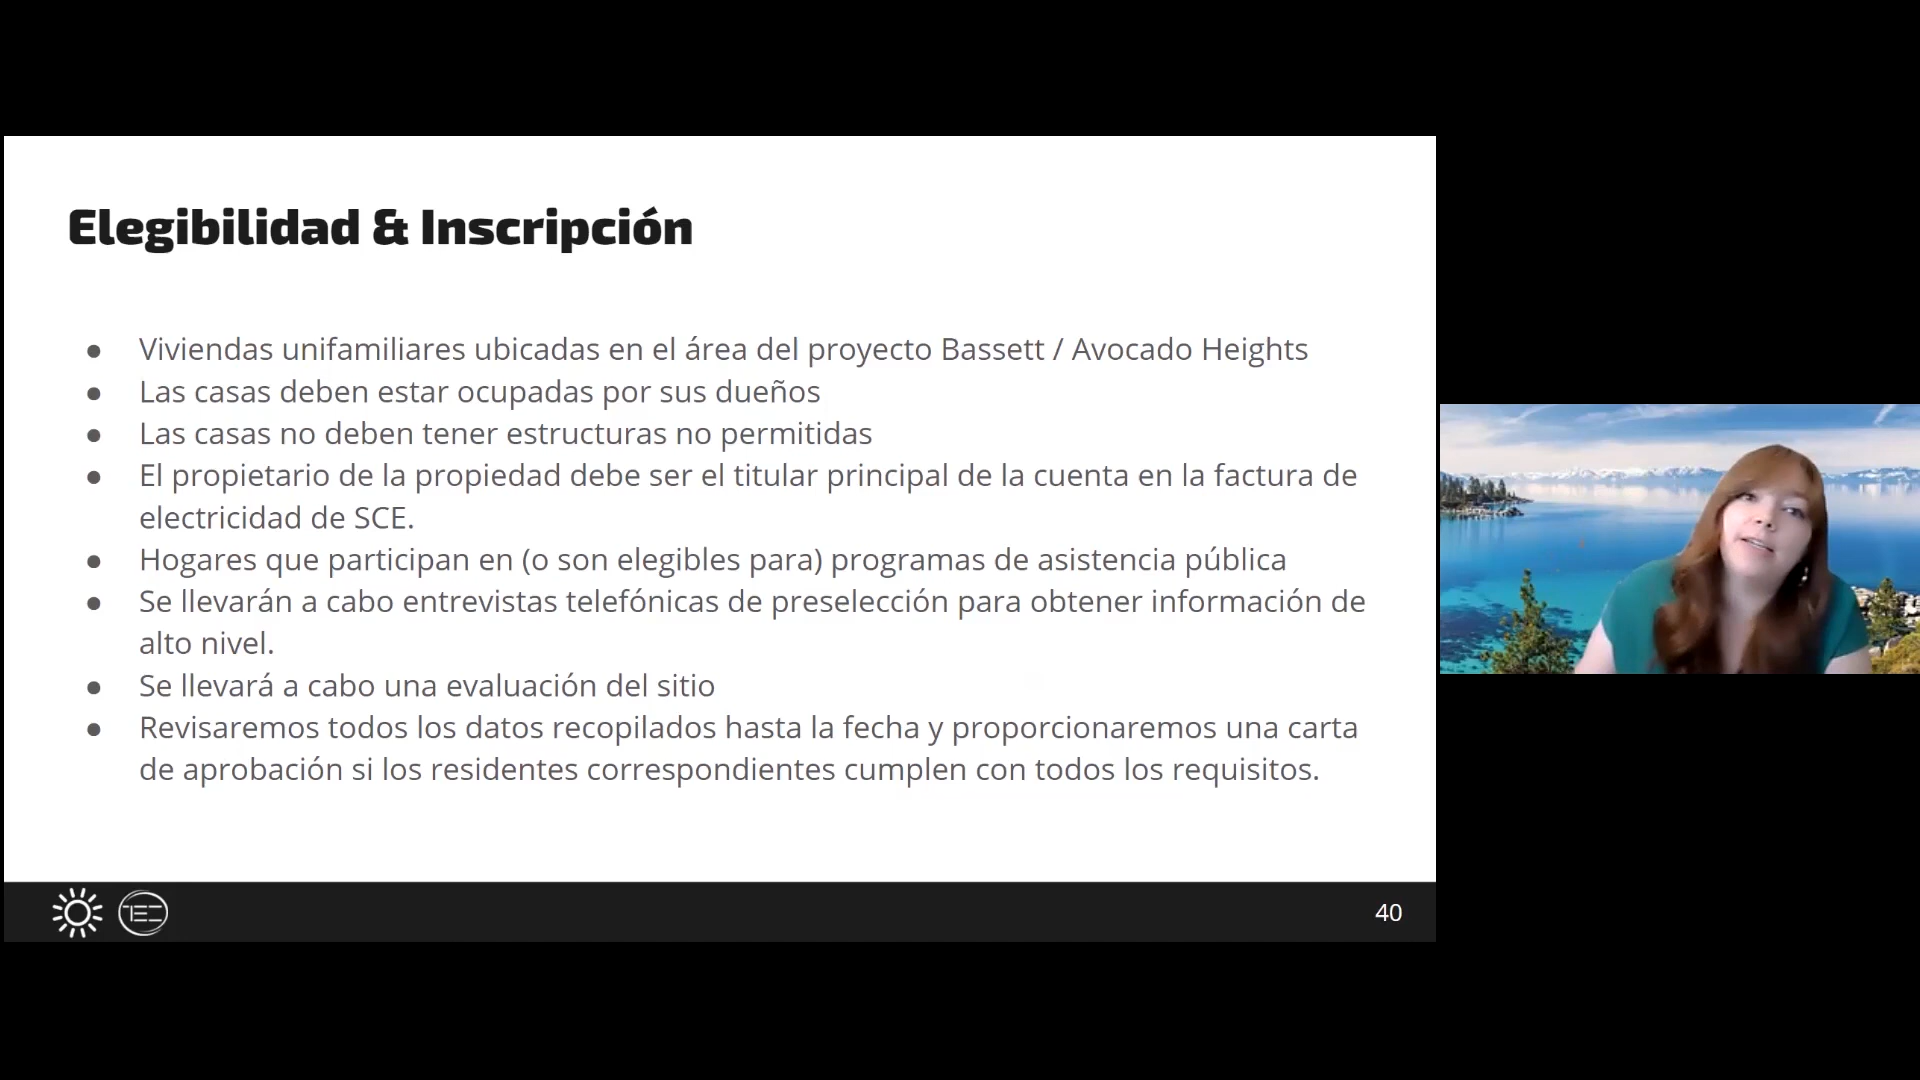 Elegibilidad & Inscripción
● Viviendas unifamiliares ubicadas en el área del proyecto Bassett / Avocado Heights
● Las casas deben estar ocupadas por sus dueños
● Las casas no deben tener estructuras no permitidas
● El propietario de la propiedad debe ser el titular principal de la cuenta en la factura de
electricidad de SCE.
● Hogares que participan en (o son elegibles para) programas de asistencia pública
● Se llevarán a cabo entrevistas telefónicas de preselección para obtener información de
alto nivel.
● Se llevará a cabo una evaluación del sitio
● Revisaremos todos los datos recopilados hasta la fecha y proporcionaremos una carta
de aprobación si los residentes correspondientes cumplen con todos los requisitos.
40